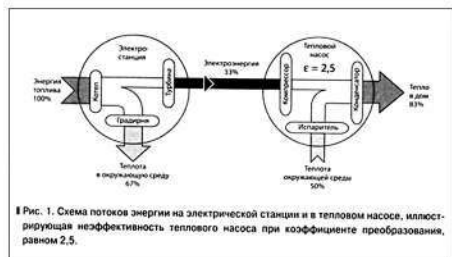 Электро-
станция
Электроэнергия
33%
Тепловой
насос
ε = 2,5
Энергия
топлива
100%
Котел
Турбина
Градирня
Компрессор
Конденсатор
Испаритель
Тепло
в дом
83%
Теплота
в окружающую среду
67%
Теплота
окружающей среды
50%
Рис. 1. Схема потоков энергии на электрической станции и в тепловом насосе, иллюст-
рирующая неэффективность теплового насоса при коэффициенте преобразования,
равном 2,5.